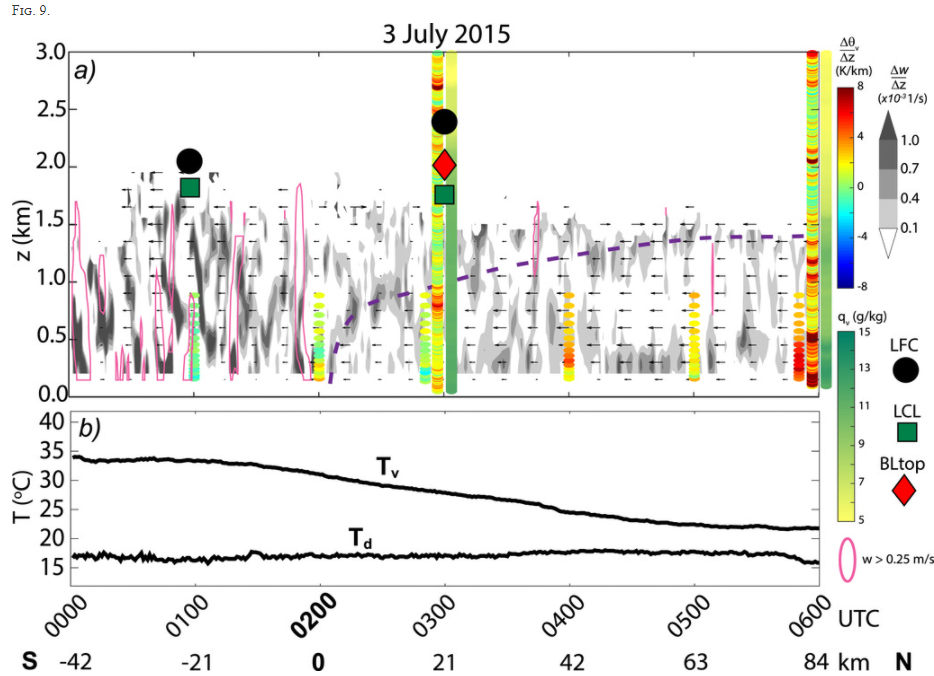 FIG. 9.
3 July 2015
a)
z (km)
3.0
2.5
2.0
1.5
1.0
0.5
0.0
Δθv
Δz
(K/km)
8
4
0
-4
-8
Δw
Δz
(x10⁻³ 1/s)
1.0
0.7
0.4
0.1
qv (g/kg)
15
13
11
9
7
5
LFC
LCL
BLtop
w > 0.25 m/s
b)
T (°C)
40
35
30
25
20
15
Tv
Td
0000 0100 0200 0300 0400 0500 0600 UTC
S -42 -21 0 21 42 63 84 km N